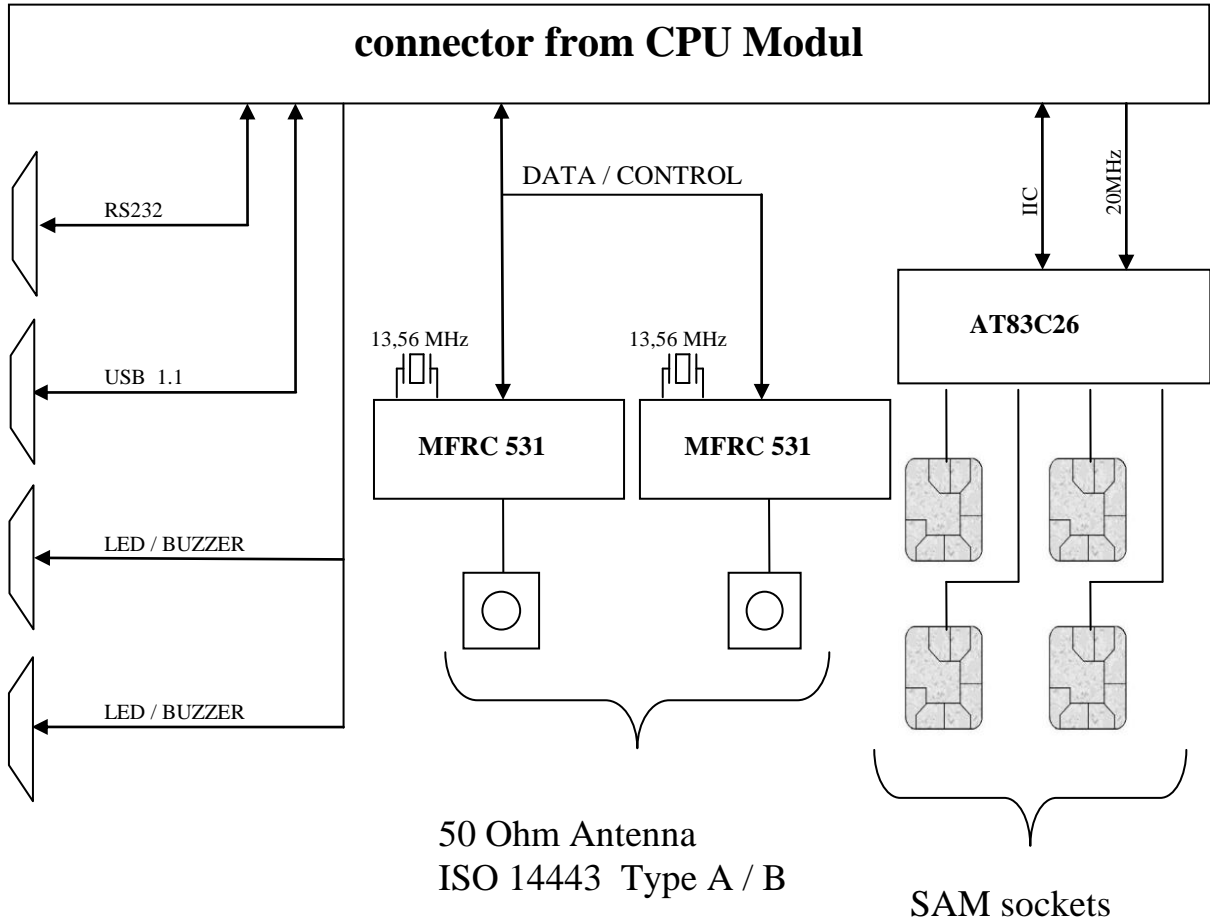 connector from CPU Modul
DATA / CONTROL
RS232
IIC
20MHz
AT83C26
13,56 MHz
13,56 MHz
USB 1.1
MFRC 531
MFRC 531
LED / BUZZER
LED / BUZZER
50 Ohm Antenna
ISO 14443 Type A / B
SAM sockets